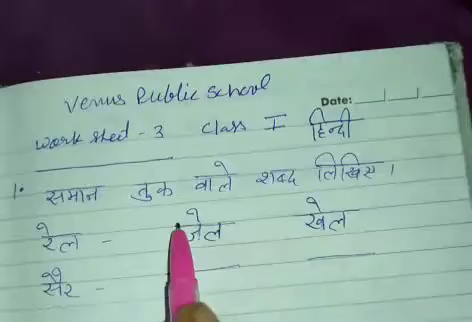 Venus Public School
Date:
Work sheet - 3 Class I हिन्दी
1. समान तुक वाले शब्द लिखिए।
रेल - जेल खेल
सैर -